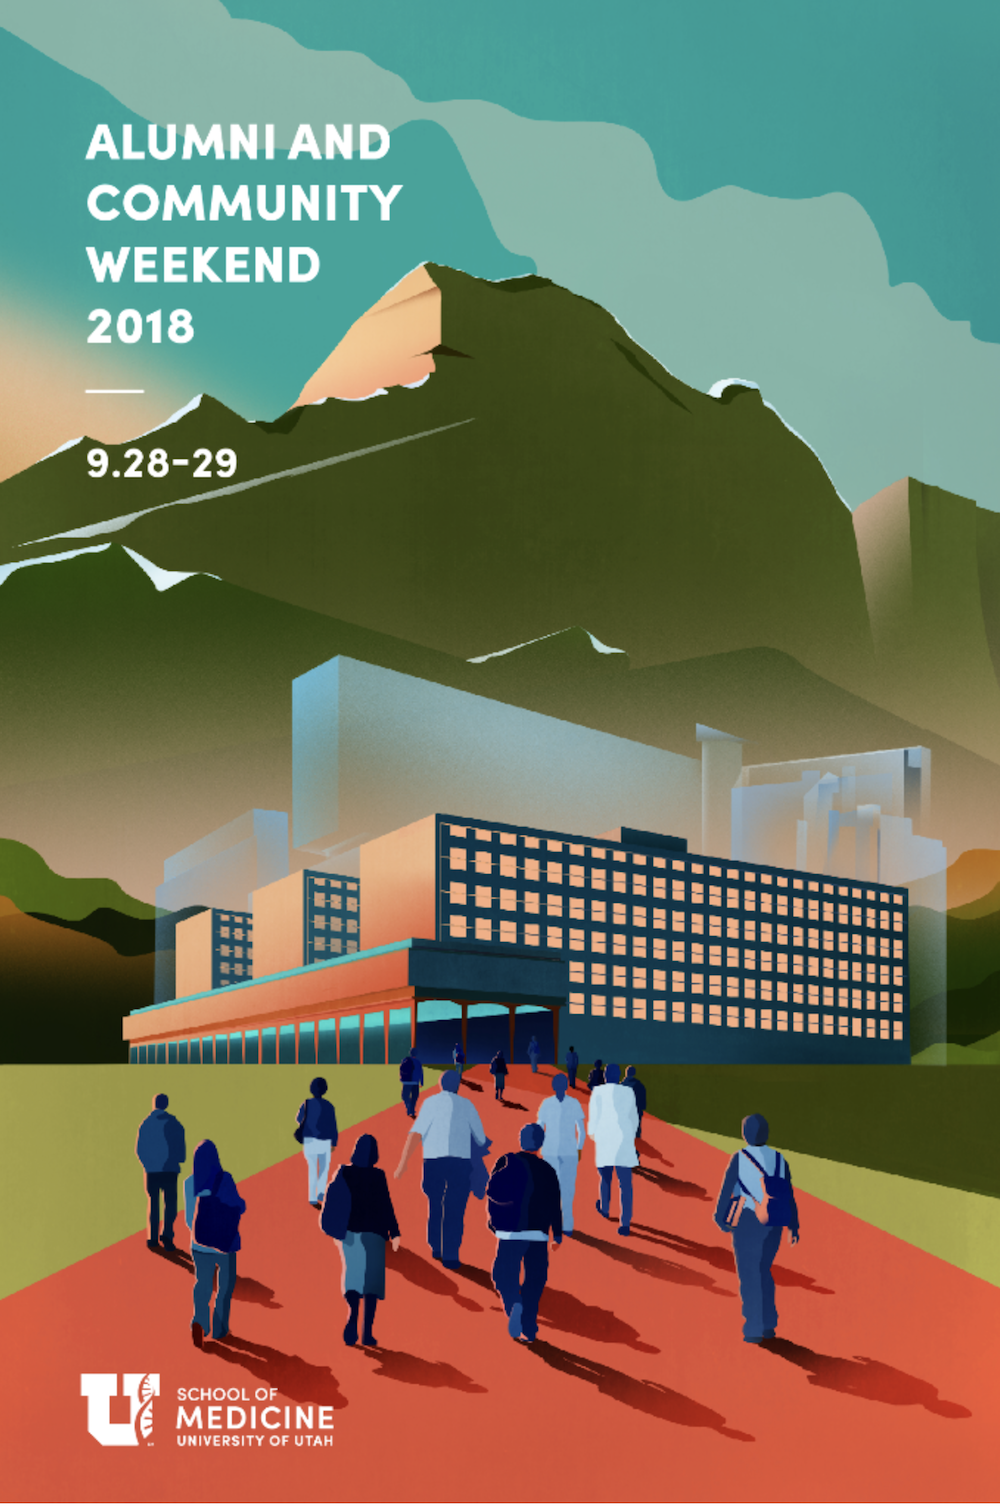 ALUMNI AND
COMMUNITY
WEEKEND
2018
9.28-29
U
SCHOOL OF
MEDICINE
UNIVERSITY OF UTAH